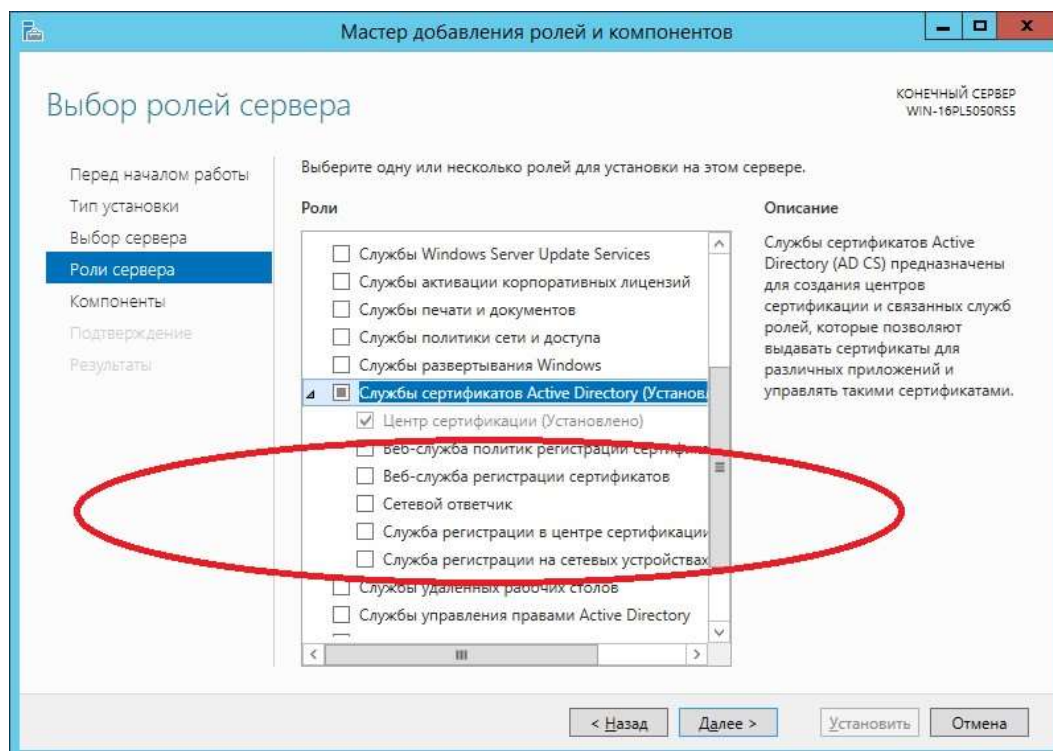 Мастер добавления ролей и компонентов
Выбор ролей сервера
КОНЕЧНЫЙ СЕРВЕР
WIN-16PL5050RS5
Перед началом работы
Тип установки
Выбор сервера
Роли сервера
Компоненты
Подтверждение
Результаты
Выберите одну или несколько ролей для установки на этом сервере.
Роли
Службы Windows Server Update Services
Службы активации корпоративных лицензий
Службы печати и документов
Службы политики сети и доступа
Службы развертывания Windows
Службы сертификатов Active Directory (Установл
Центр сертификации (Установлено)
Веб-служба политик регистрации сертифик
Веб-служба регистрации сертификатов
Сетевой ответчик
Служба регистрации в центре сертификации
Служба регистрации на сетевых устройствах
Службы удаленных рабочих столов
Службы управления правами Active Directory
Описание
Службы сертификатов Active
Directory (AD CS) предназначены
для создания центров
сертификации и связанных служб
ролей, которые позволяют
выдавать сертификаты для
различных приложений и
управлять такими сертификатами.
< Назад
Далее >
Установить
Отмена